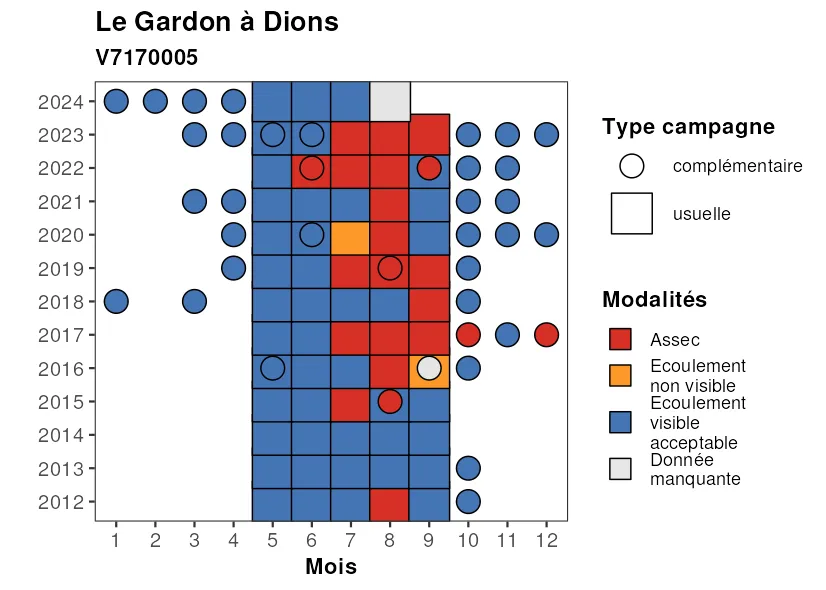 Le Gardon à Dions
V7170005
2024
2023
2022
2021
2020
2019
2018
2017
2016
2015
2014
2013
2012
1 2 3 4 5 6 7 8 9 10 11 12
Mois
Type campagne
complémentaire
usuelle
Modalités
Assec
Ecoulement
non visible
Ecoulement
visible
acceptable
Donnée
manquante